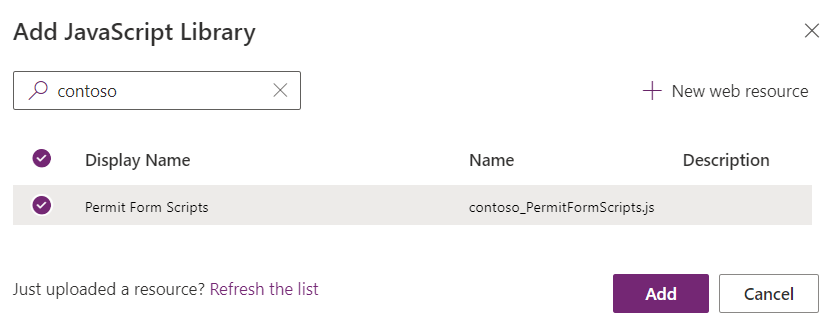 Add JavaScript Library
contoso
New web resource
Display Name Name Description
Permit Form Scripts contoso_PermitFormScripts.js
Just uploaded a resource? Refresh the list
Add Cancel